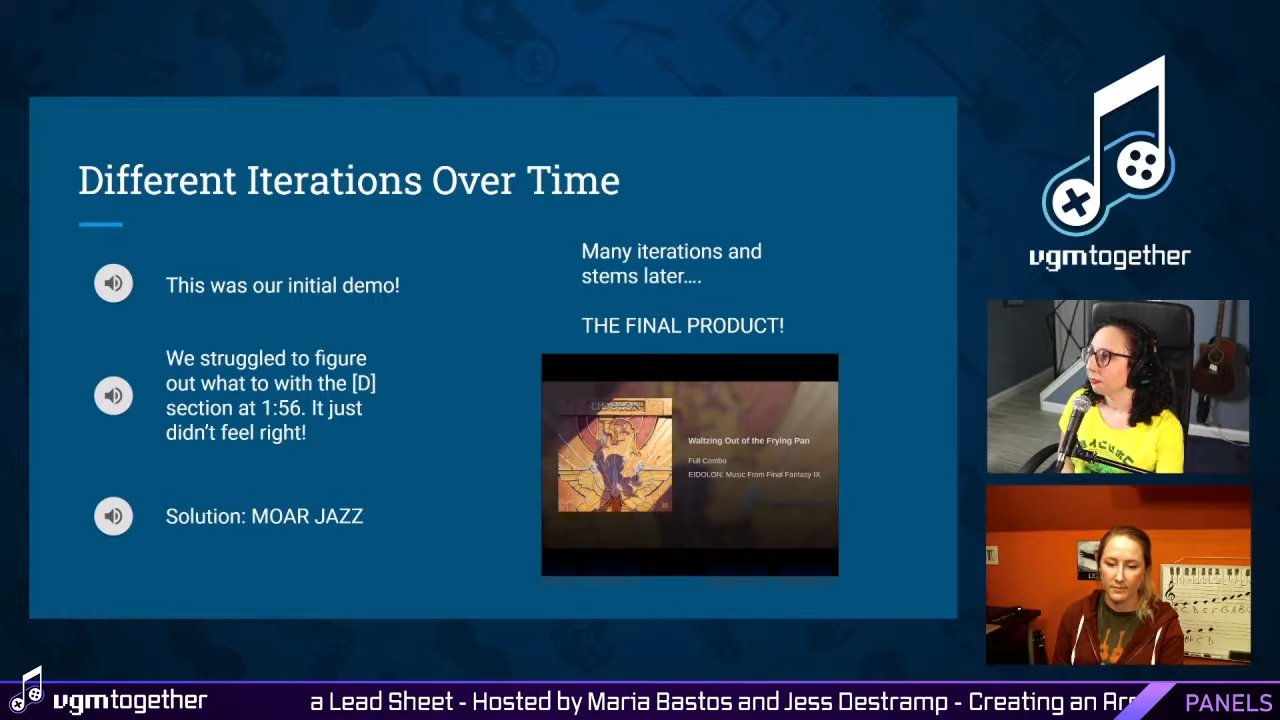 Different Iterations Over Time
This was our initial demo!
We struggled to figure
out what to with the [D]
section at 1:56. It just
didn’t feel right!
Solution: MOAR JAZZ
Many iterations and
stems later....
THE FINAL PRODUCT!
EIDOLON
Waltzing Out of the Frying Pan
Full Combo
EIDOLON: Music From Final Fantasy IX
vgmtogether
vgmtogether
a Lead Sheet - Hosted by Maria Bastos and Jess Destramp - Creating an Arr
PANELS